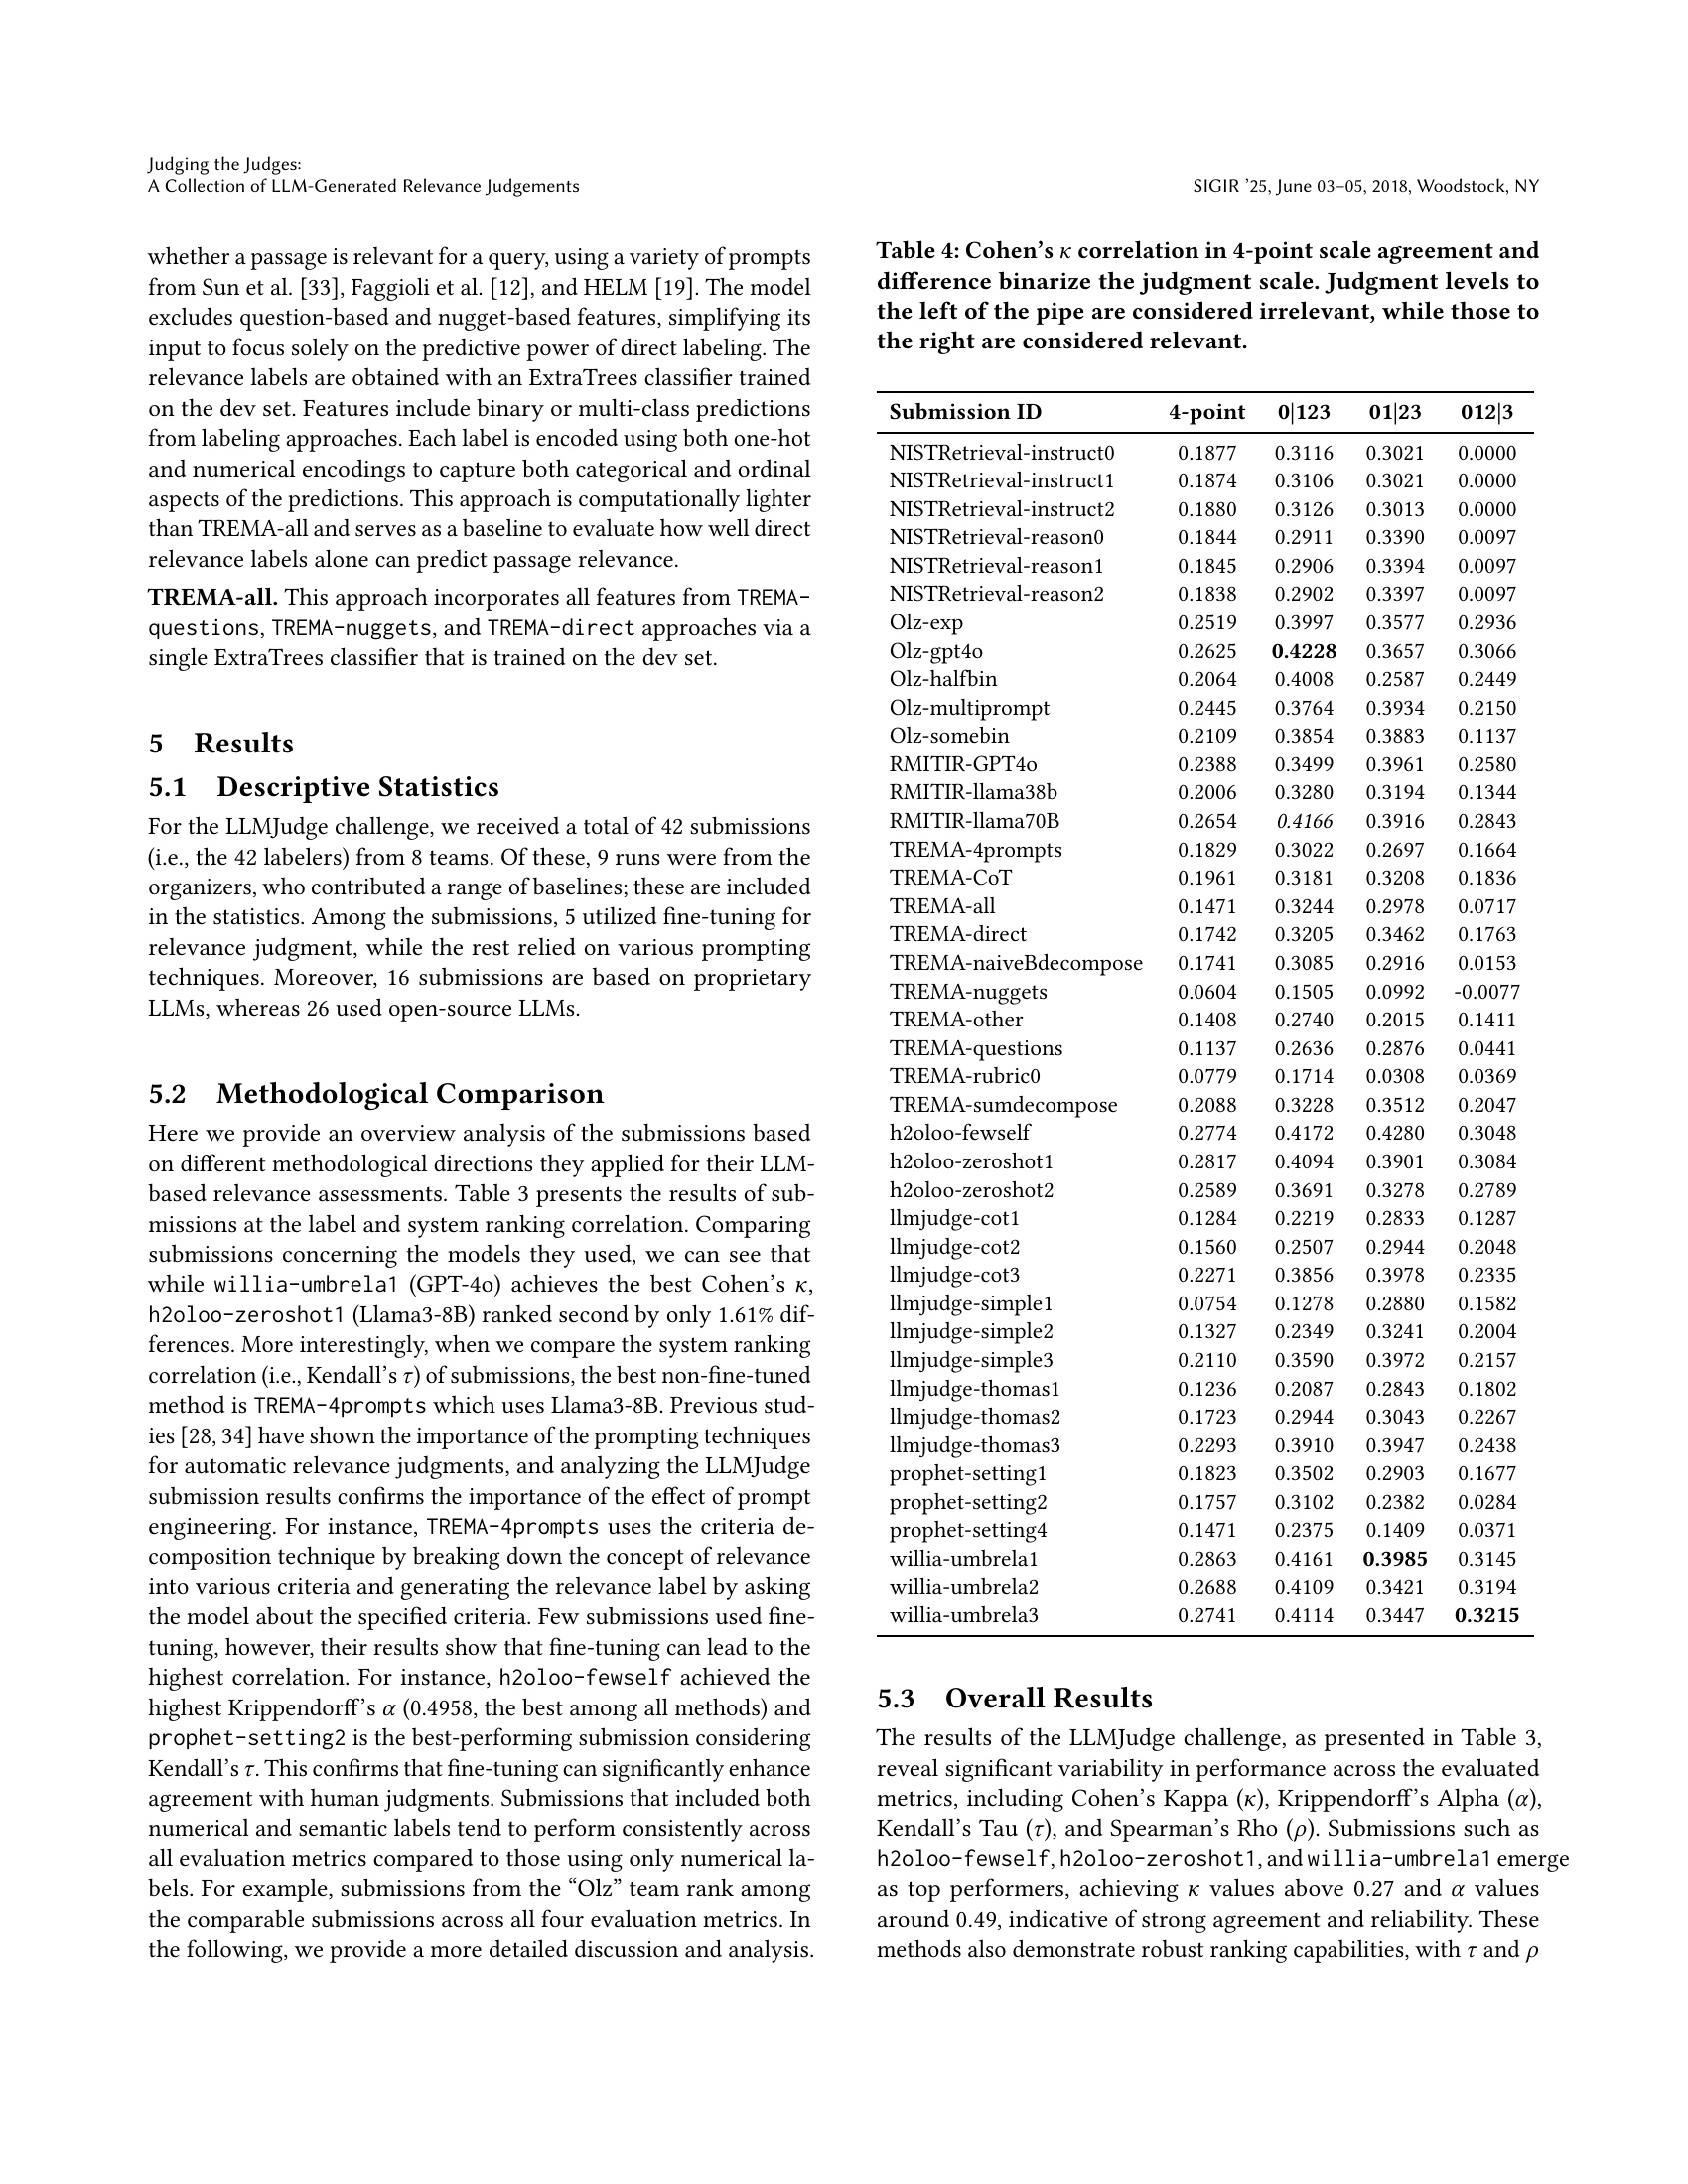 Judging the Judges:
A Collection of LLM-Generated Relevance Judgements
SIGIR ’25, June 03–05, 2018, Woodstock, NY
whether a passage is relevant for a query, using a variety of prompts
from Sun et al. [33], Faggioli et al. [12], and HELM [19]. The model
excludes question-based and nugget-based features, simplifying its
input to focus solely on the predictive power of direct labeling. The
relevance labels are obtained with an ExtraTrees classifier trained
on the dev set. Features include binary or multi-class predictions
from labeling approaches. Each label is encoded using both one-hot
and numerical encodings to capture both categorical and ordinal
aspects of the predictions. This approach is computationally lighter
than TREMA-all and serves as a baseline to evaluate how well direct
relevance labels alone can predict passage relevance.
TREMA-all. This approach incorporates all features from TREMA-
questions, TREMA-nuggets, and TREMA-direct approaches via a
single ExtraTrees classifier that is trained on the dev set.
5 Results
5.1 Descriptive Statistics
For the LLMJudge challenge, we received a total of 42 submissions
(i.e., the 42 labelers) from 8 teams. Of these, 9 runs were from the
organizers, who contributed a range of baselines; these are included
in the statistics. Among the submissions, 5 utilized fine-tuning for
relevance judgment, while the rest relied on various prompting
techniques. Moreover, 16 submissions are based on proprietary
LLMs, whereas 26 used open-source LLMs.
5.2 Methodological Comparison
Here we provide an overview analysis of the submissions based
on different methodological directions they applied for their LLM-
based relevance assessments. Table 3 presents the results of sub-
missions at the label and system ranking correlation. Comparing
submissions concerning the models they used, we can see that
while willia-umbrela1 (GPT-4o) achieves the best Cohen’s κ,
h2oloo-zeroshot1 (Llama3-8B) ranked second by only 1.61% dif-
ferences. More interestingly, when we compare the system ranking
correlation (i.e., Kendall’s τ) of submissions, the best non-fine-tuned
method is TREMA-4prompts which uses Llama3-8B. Previous stud-
ies [28, 34] have shown the importance of the prompting techniques
for automatic relevance judgments, and analyzing the LLMJudge
submission results confirms the importance of the effect of prompt
engineering. For instance, TREMA-4prompts uses the criteria de-
composition technique by breaking down the concept of relevance
into various criteria and generating the relevance label by asking
the model about the specified criteria. Few submissions used fine-
tuning, however, their results show that fine-tuning can lead to the
highest correlation. For instance, h2oloo-fewself achieved the
highest Krippendorff’s α (0.4958, the best among all methods) and
prophet-setting2 is the best-performing submission considering
Kendall’s τ. This confirms that fine-tuning can significantly enhance
agreement with human judgments. Submissions that included both
numerical and semantic labels tend to perform consistently across
all evaluation metrics compared to those using only numerical la-
bels. For example, submissions from the “Olz” team rank among
the comparable submissions across all four evaluation metrics. In
the following, we provide a more detailed discussion and analysis.
Table 4: Cohen’s κ correlation in 4-point scale agreement and
difference binarize the judgment scale. Judgment levels to
the left of the pipe are considered irrelevant, while those to
the right are considered relevant.
Submission ID 4-point 0|123 01|23 012|3
NISTRetrieval-instruct0 0.1877 0.3116 0.3021 0.0000
NISTRetrieval-instruct1 0.1874 0.3106 0.3021 0.0000
NISTRetrieval-instruct2 0.1880 0.3126 0.3013 0.0000
NISTRetrieval-reason0 0.1844 0.2911 0.3390 0.0097
NISTRetrieval-reason1 0.1845 0.2906 0.3394 0.0097
NISTRetrieval-reason2 0.1838 0.2902 0.3397 0.0097
Olz-exp 0.2519 0.3997 0.3577 0.2936
Olz-gpt4o 0.2625 0.4228 0.3657 0.3066
Olz-halfbin 0.2064 0.4008 0.2587 0.2449
Olz-multiprompt 0.2445 0.3764 0.3934 0.2150
Olz-somebin 0.2109 0.3854 0.3883 0.1137
RMITIR-GPT4o 0.2388 0.3499 0.3961 0.2580
RMITIR-llama38b 0.2006 0.3280 0.3194 0.1344
RMITIR-llama70B 0.2654 0.4166 0.3916 0.2843
TREMA-4prompts 0.1829 0.3022 0.2697 0.1664
TREMA-CoT 0.1961 0.3181 0.3208 0.1836
TREMA-all 0.1471 0.3244 0.2978 0.0717
TREMA-direct 0.1742 0.3205 0.3462 0.1763
TREMA-naiveBdecompose 0.1741 0.3085 0.2916 0.0153
TREMA-nuggets 0.0604 0.1505 0.0992 -0.0077
TREMA-other 0.1408 0.2740 0.2015 0.1411
TREMA-questions 0.1137 0.2636 0.2876 0.0441
TREMA-rubric0 0.0779 0.1714 0.0308 0.0369
TREMA-sumdecompose 0.2088 0.3228 0.3512 0.2047
h2oloo-fewself 0.2774 0.4172 0.4280 0.3048
h2oloo-zeroshot1 0.2817 0.4094 0.3901 0.3084
h2oloo-zeroshot2 0.2589 0.3691 0.3278 0.2789
llmjudge-cot1 0.1284 0.2219 0.2833 0.1287
llmjudge-cot2 0.1560 0.2507 0.2944 0.2048
llmjudge-cot3 0.2271 0.3856 0.3978 0.2335
llmjudge-simple1 0.0754 0.1278 0.2880 0.1582
llmjudge-simple2 0.1327 0.2349 0.3241 0.2004
llmjudge-simple3 0.2110 0.3590 0.3972 0.2157
llmjudge-thomas1 0.1236 0.2087 0.2843 0.1802
llmjudge-thomas2 0.1723 0.2944 0.3043 0.2267
llmjudge-thomas3 0.2293 0.3910 0.3947 0.2438
prophet-setting1 0.1823 0.3502 0.2903 0.1677
prophet-setting2 0.1757 0.3102 0.2382 0.0284
prophet-setting4 0.1471 0.2375 0.1409 0.0371
willia-umbrela1 0.2863 0.4161 0.3985 0.3145
willia-umbrela2 0.2688 0.4109 0.3421 0.3194
willia-umbrela3 0.2741 0.4114 0.3447 0.3215
5.3 Overall Results
The results of the LLMJudge challenge, as presented in Table 3,
reveal significant variability in performance across the evaluated
metrics, including Cohen’s Kappa (κ), Krippendorff’s Alpha (α),
Kendall’s Tau (τ), and Spearman’s Rho (ρ). Submissions such as
h2oloo-fewself, h2oloo-zeroshot1, and willia-umbrela1 emerge
as top performers, achieving κ values above 0.27 and α values
around 0.49, indicative of strong agreement and reliability. These
methods also demonstrate robust ranking capabilities, with τ and ρ